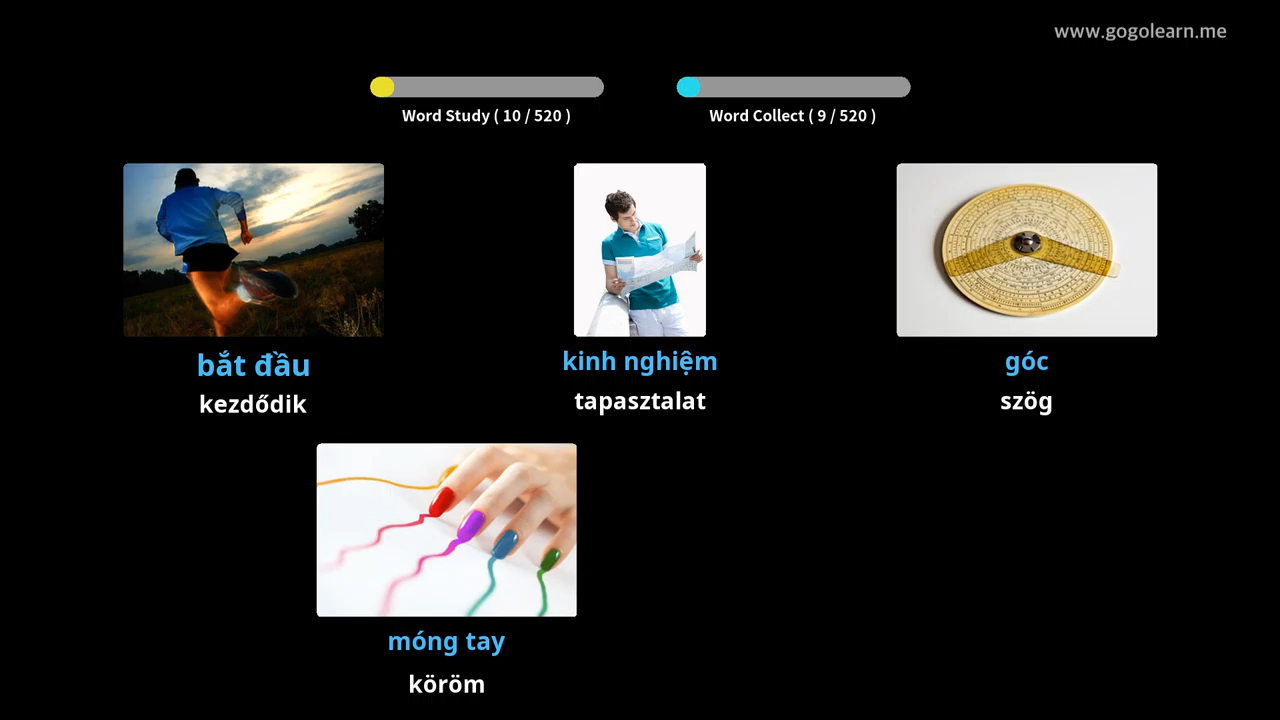 www.gogolearn.me
Word Study ( 10 / 520 )
Word Collect ( 9 / 520 )
bắt đầu
kezdődik
kinh nghiệm
tapasztalat
góc
szög
móng tay
köröm